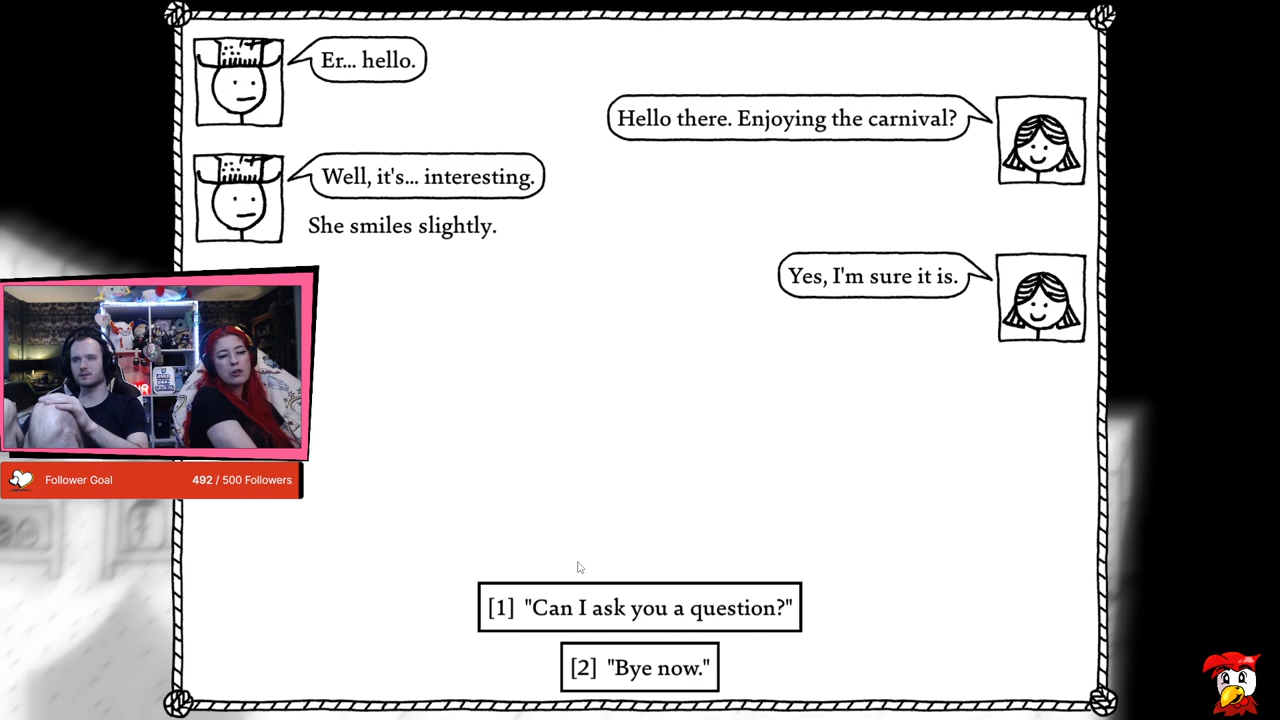 Er... hello.
Hello there. Enjoying the carnival?
Well, it's... interesting.
She smiles slightly.
Yes, I'm sure it is.
Follower Goal 492 / 500 Followers
[1] "Can I ask you a question?"
[2] "Bye now."